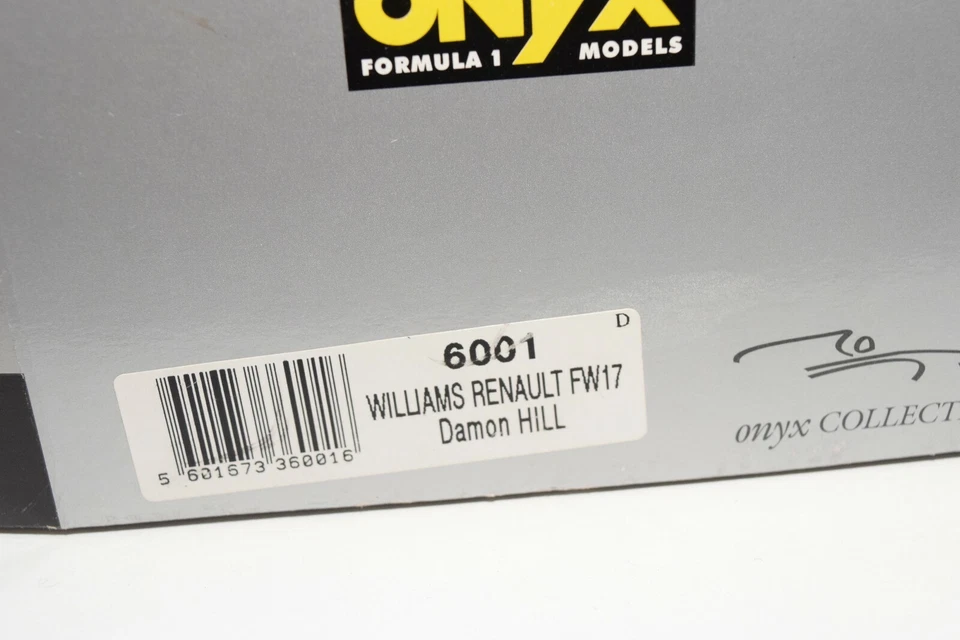 onyx
FORMULA 1 MODELS
D
6001
WILLIAMS RENAULT FW17
Damon HILL
5 601673 360016
onyx COLLECT